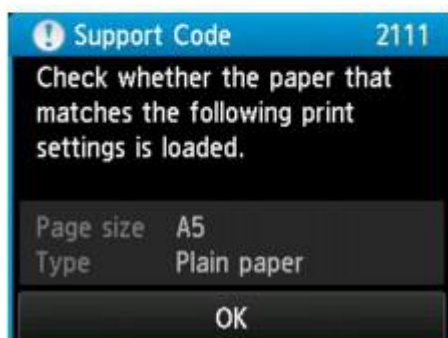 Support Code 2111
Check whether the paper that
matches the following print
settings is loaded.
Page size A5
Type Plain paper
OK